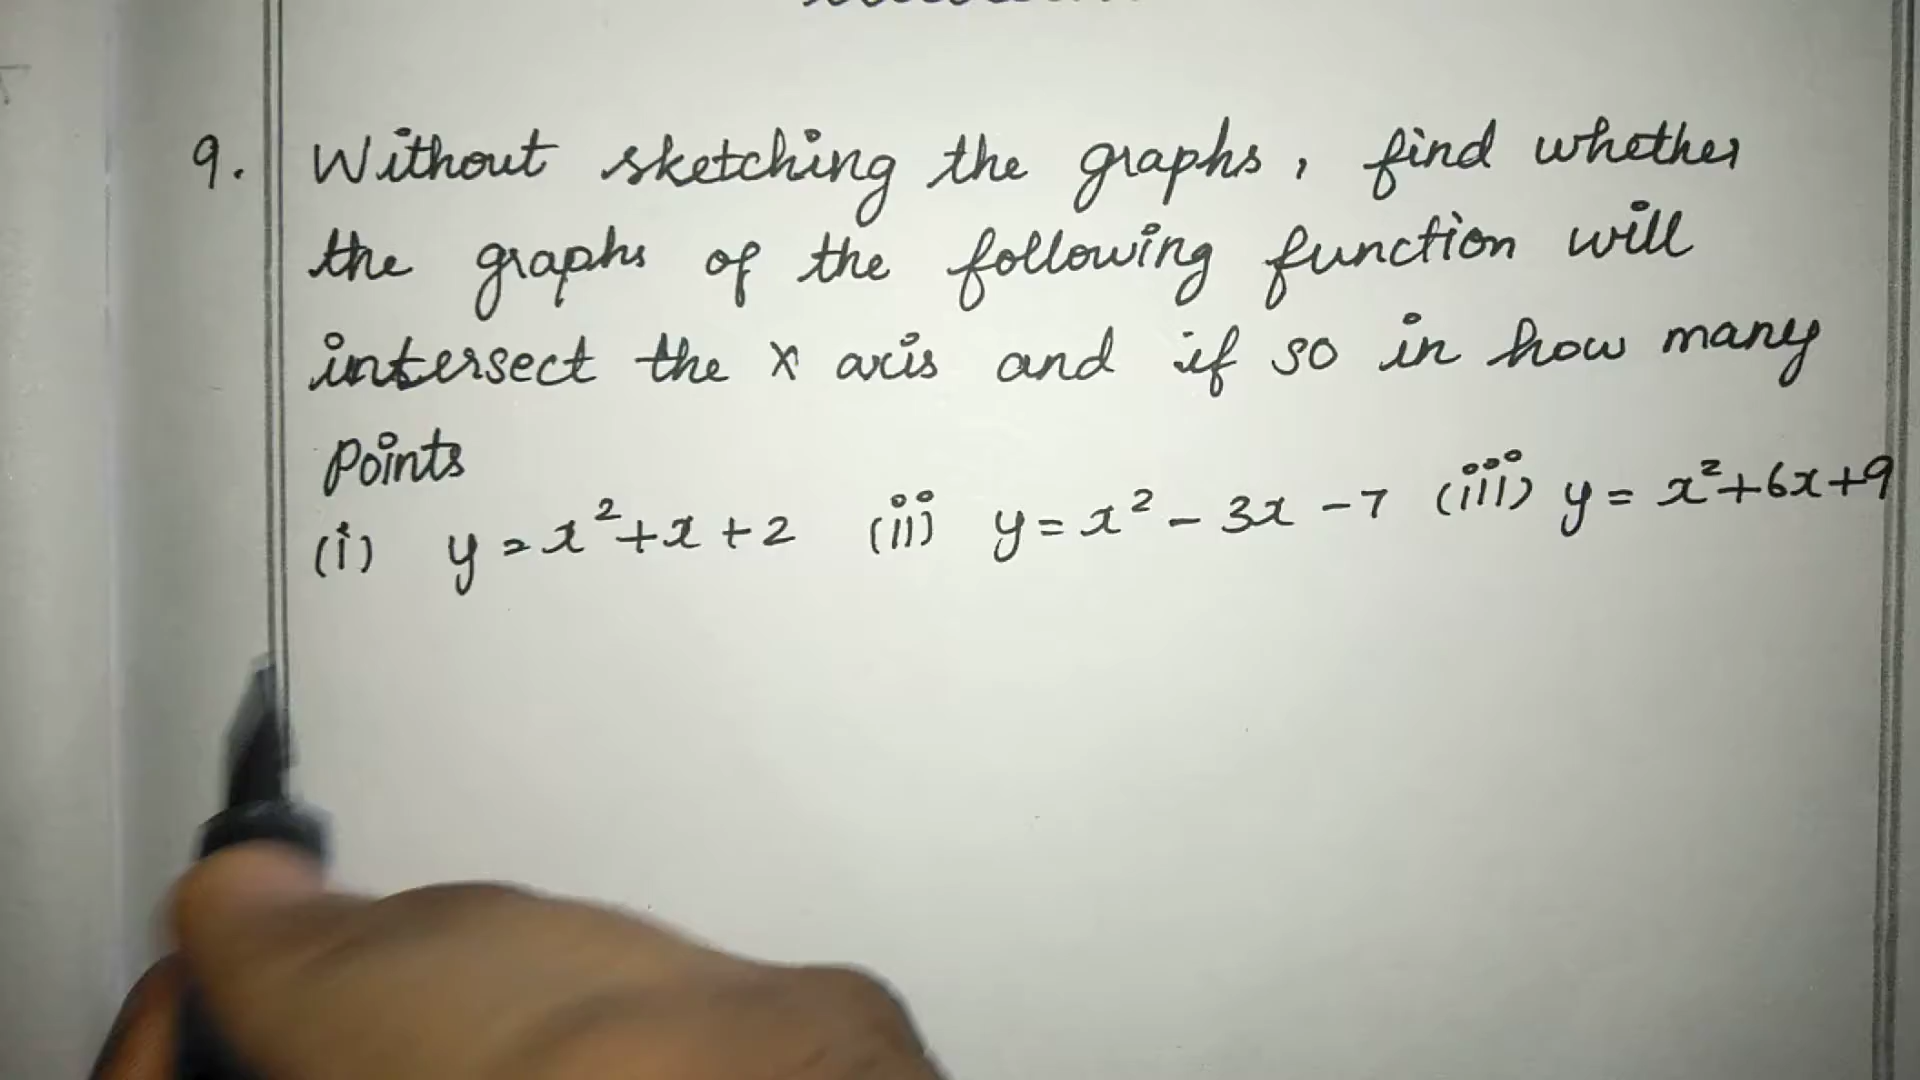 9. Without sketching the graphs, find whether
the graphs of the following function will
intersect the X axis and if so in how many
Points
(i) y = x² + x + 2 (ii) y = x² - 3x - 7 (iii) y = x² + 6x + 9